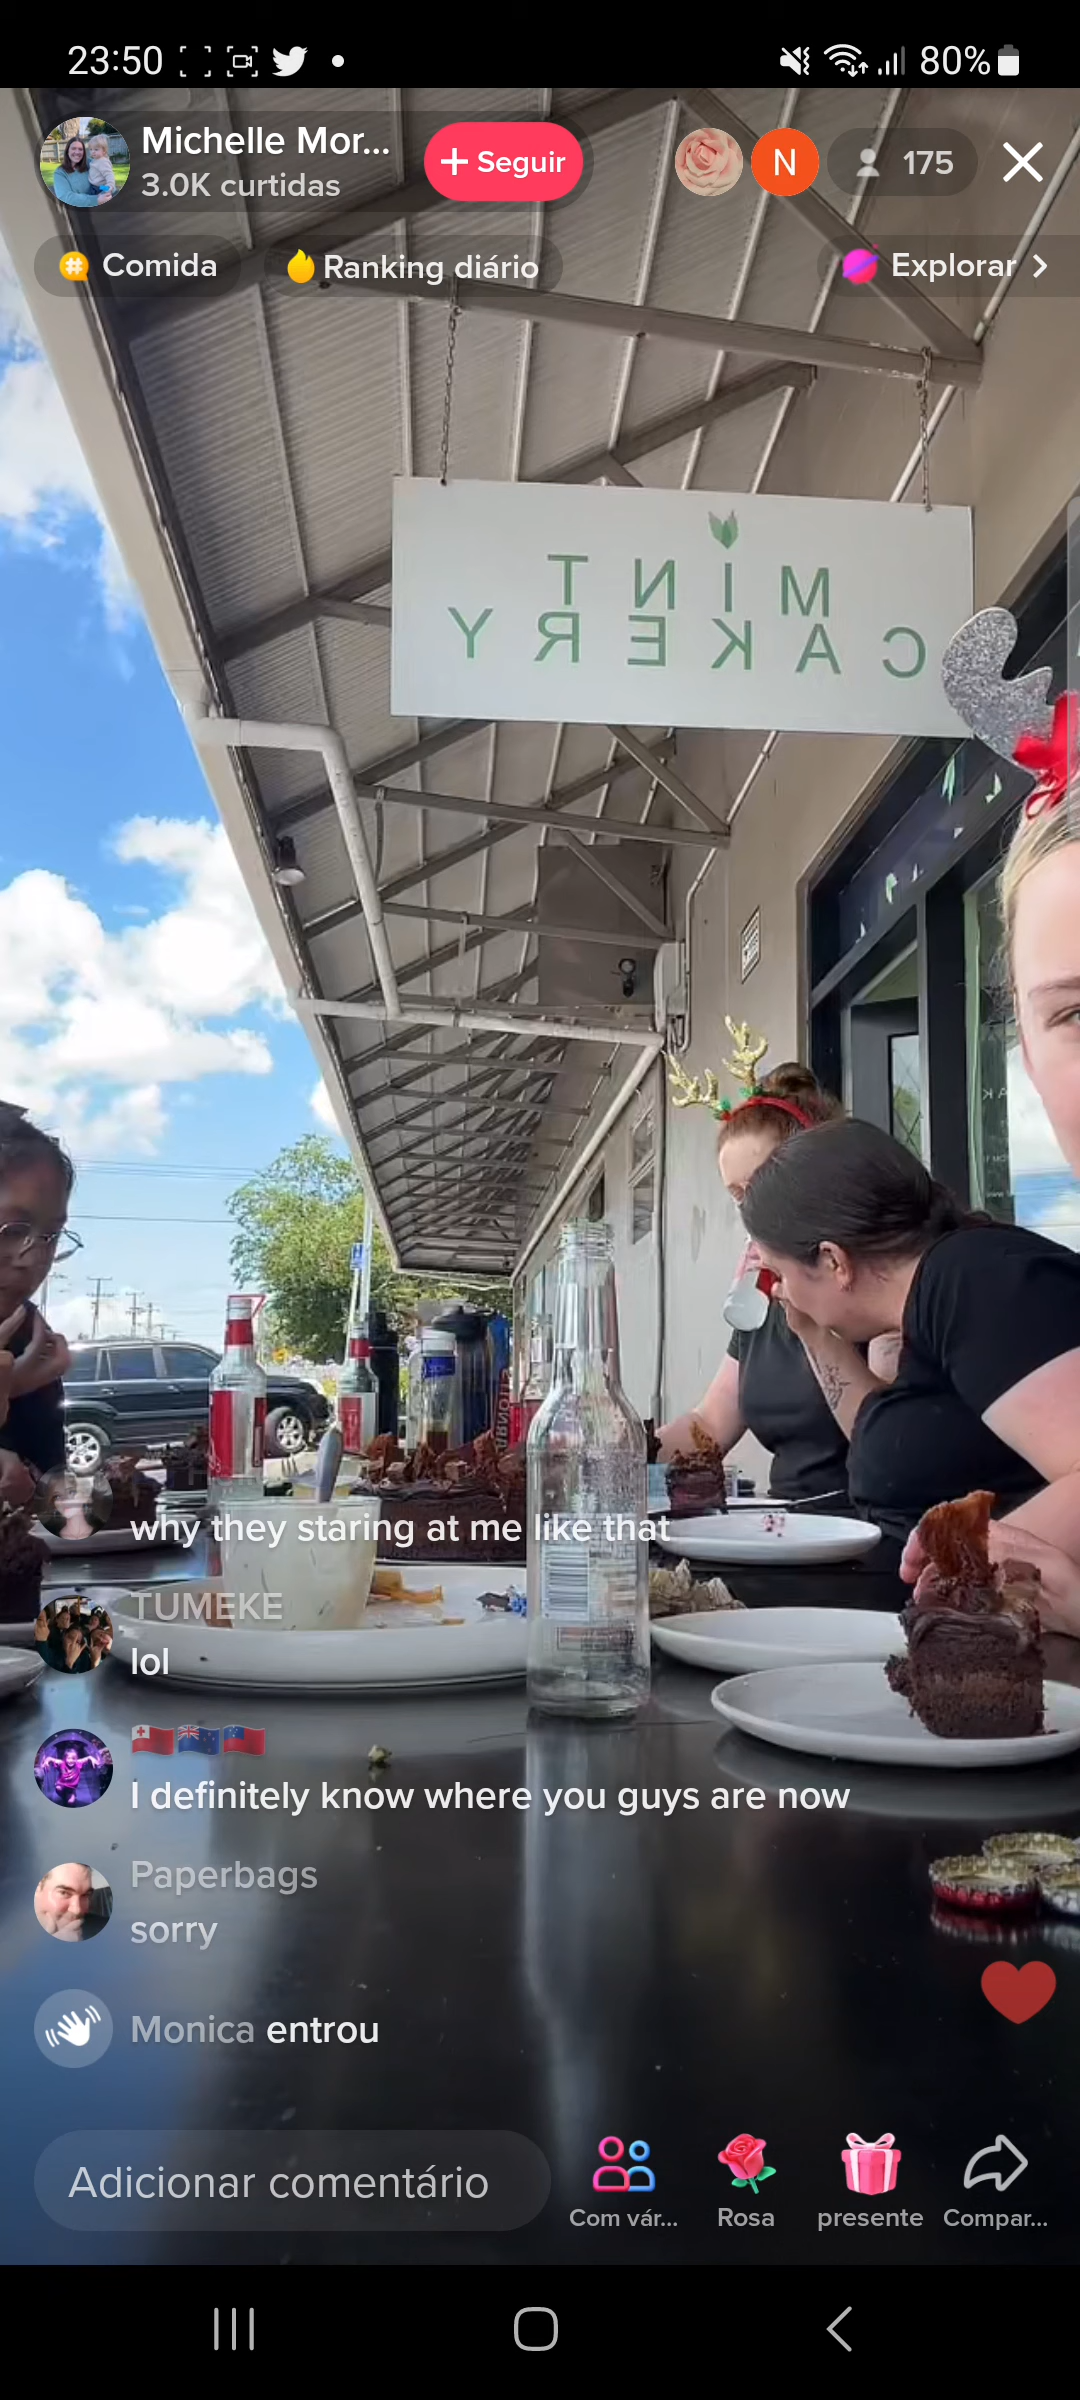 23:50
80%
Michelle Mor...
3.0K curtidas
+ Seguir
N
175
Comida
Ranking diário
Explorar >
MINT
CAKERY
why they staring at me like that
TUMEKE
lol
I definitely know where you guys are now
Paperbags
sorry
Monica entrou
Adicionar comentário
Com vár...
Rosa
presente
Compar...